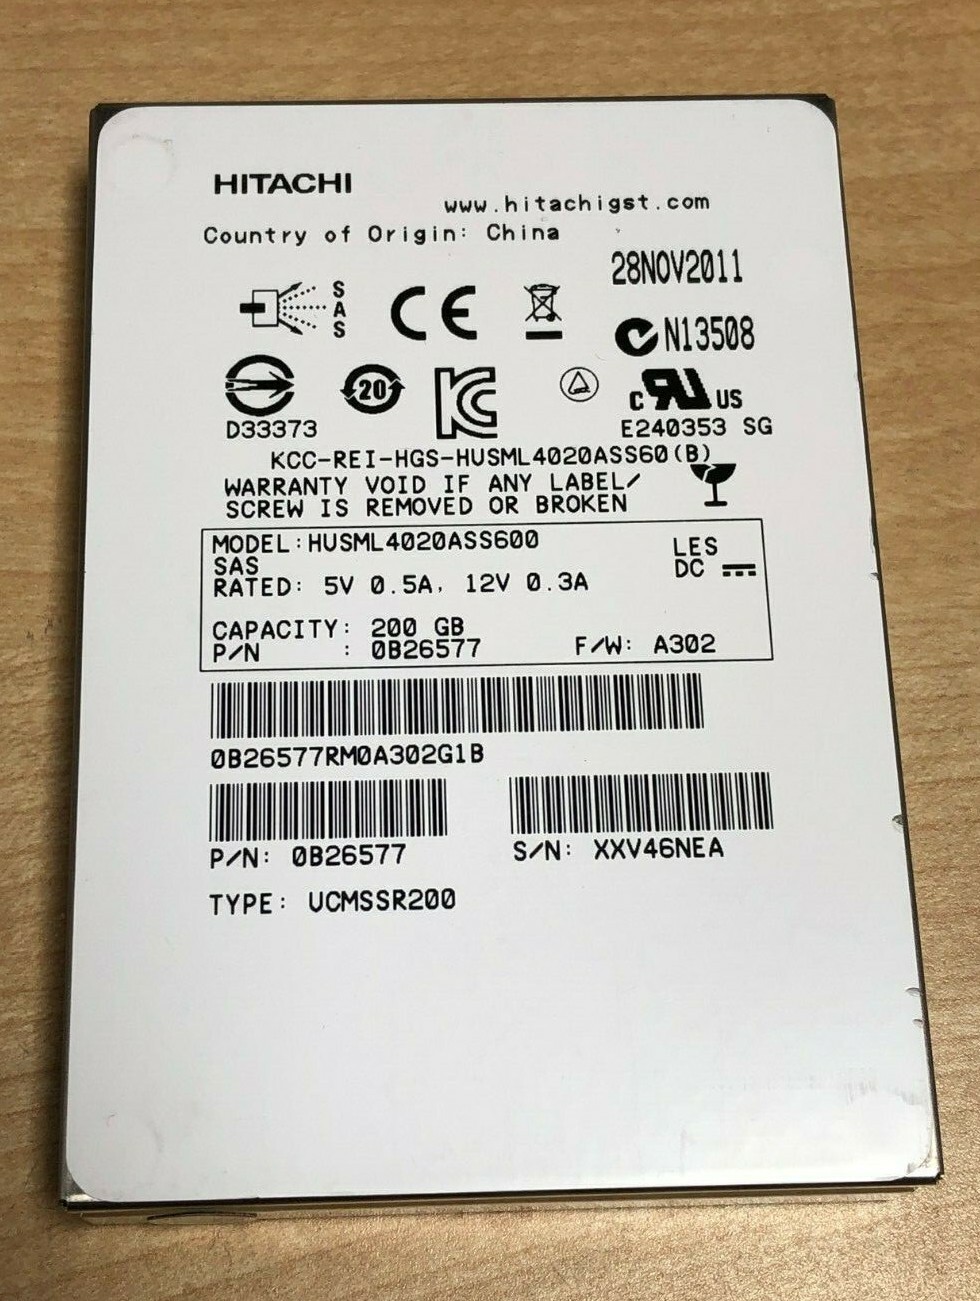 HITACHI
www.hitachigst.com
Country of Origin: China
28NOV2011
SAS
CE
N13508
20
KC
c RU US
D33373
E240353 SG
KCC-REI-HGS-HUSML4020ASS60(B)
WARRANTY VOID IF ANY LABEL/
SCREW IS REMOVED OR BROKEN
MODEL:HUSML4020ASS600
LES
SAS
DC
RATED: 5V 0.5A, 12V 0.3A
CAPACITY: 200 GB
P/N : 0B26577
F/W: A302
0B26577RM0A302G1B
P/N: 0B26577
S/N: XXV46NEA
TYPE: UCMSSR200